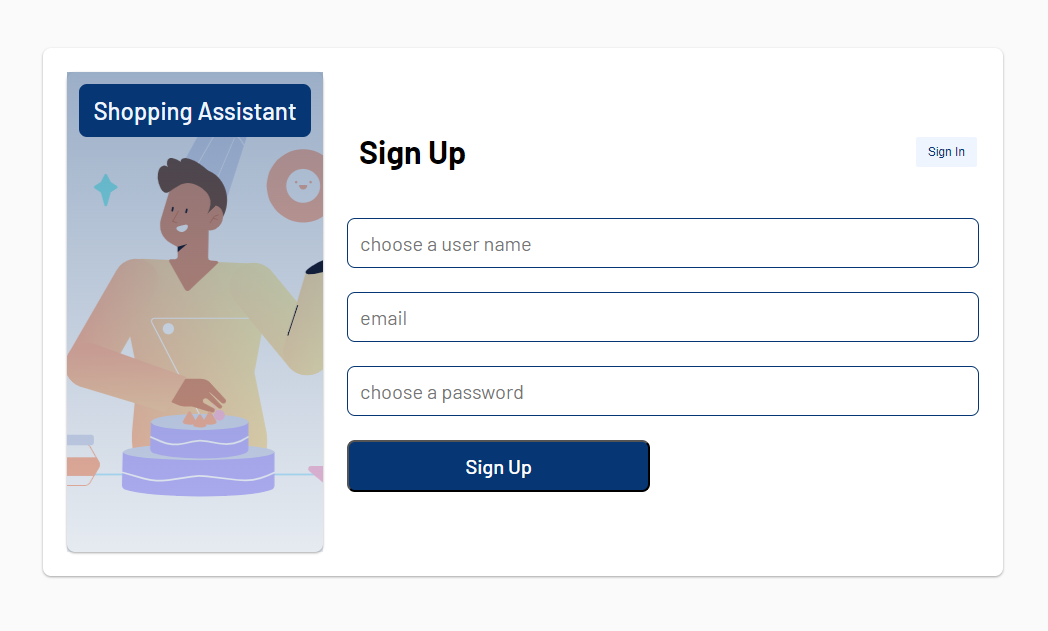 Shopping Assistant
Sign Up
Sign In
choose a user name
email
choose a password
Sign Up